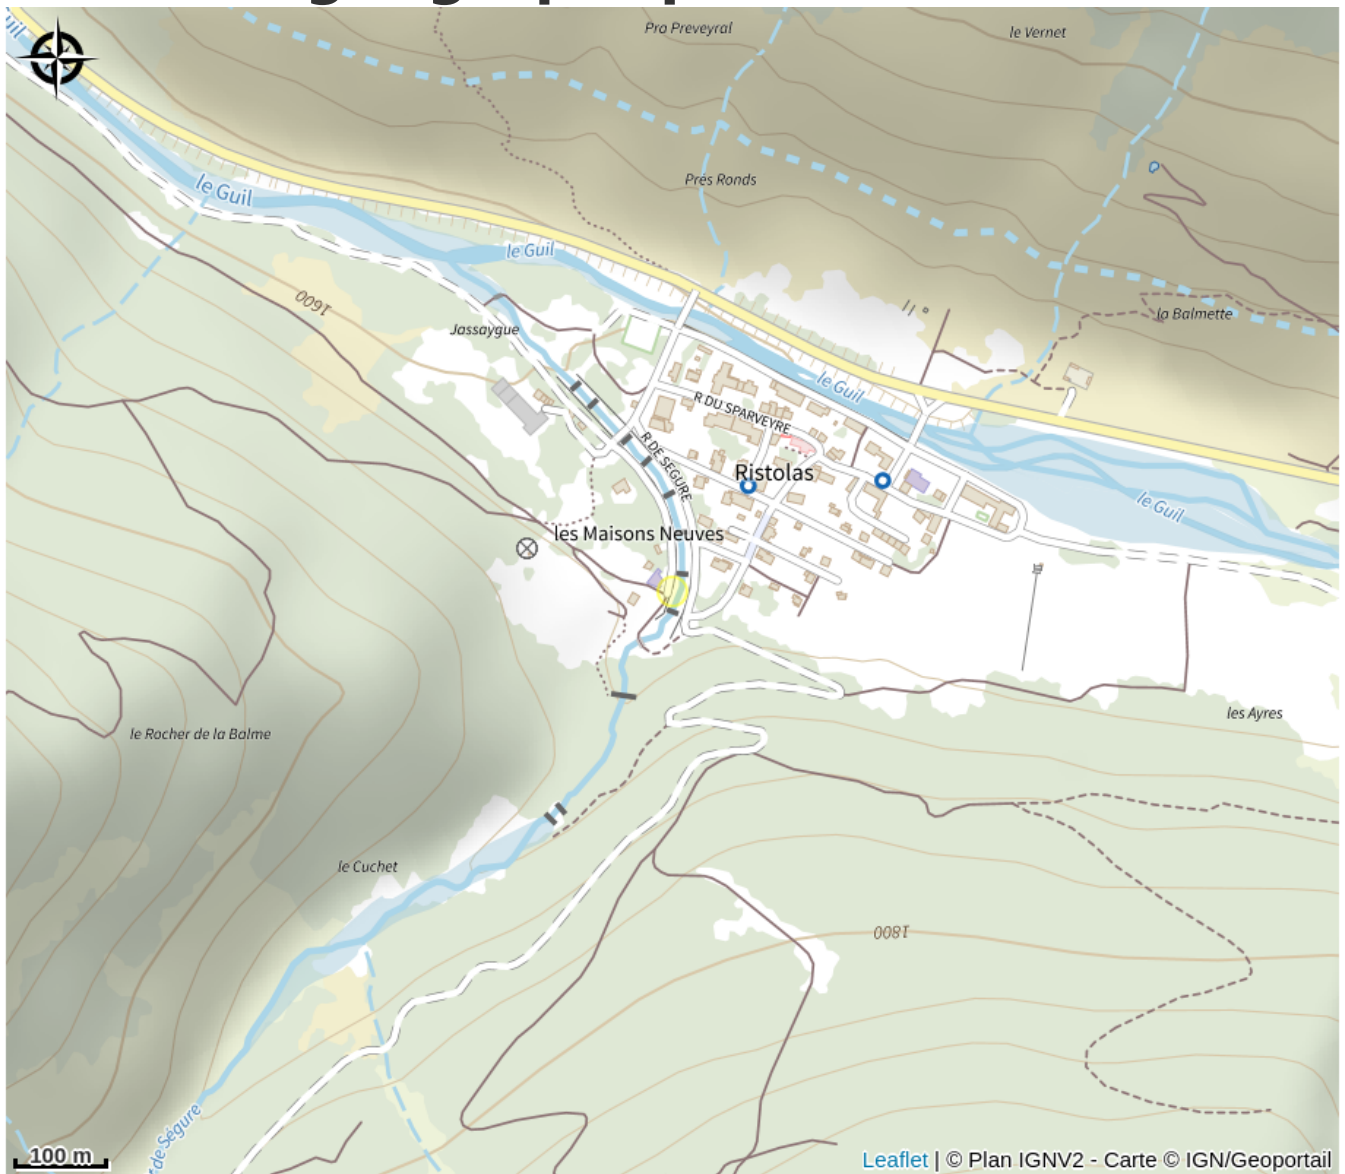 Pra Preveyral
le Vernet
le Guil
Prés Ronds
le Guil
1600
Jassaygue
la Balmette
le Guil
R DU SPARVEYRE
R DE SEGURE
Ristolas
le Guil
les Maisons Neuves
les Ayres
le Rocher de la Balme
le Cuchet
1800
de Ségure
100 m
Leaflet | © Plan IGNV2 - Carte © IGN/Geoportail